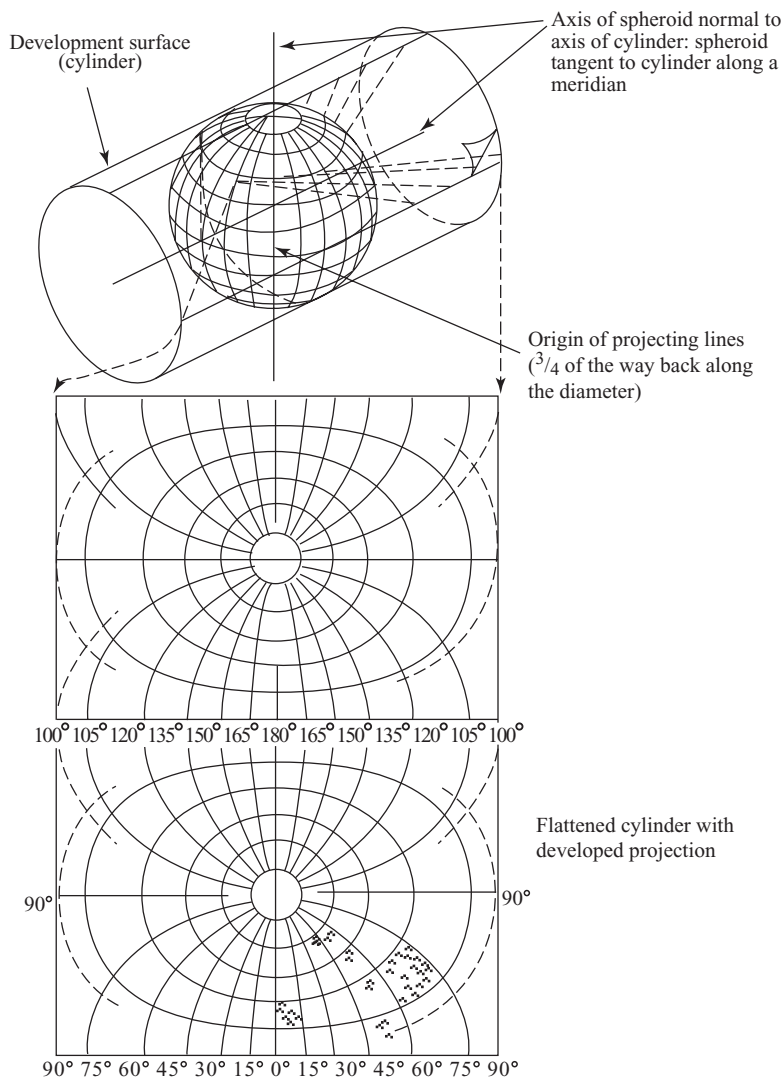 Development surface
(cylinder)
Axis of spheroid normal to
axis of cylinder: spheroid
tangent to cylinder along a
meridian
Origin of projecting lines
(3/4 of the way back along
the diameter)
100° 105° 120° 135° 150° 165° 180° 165° 150° 135° 120° 105° 100°
Flattened cylinder with
developed projection
90° 90°
90° 75° 60° 45° 30° 15° 0° 15° 30° 45° 60° 75° 90°